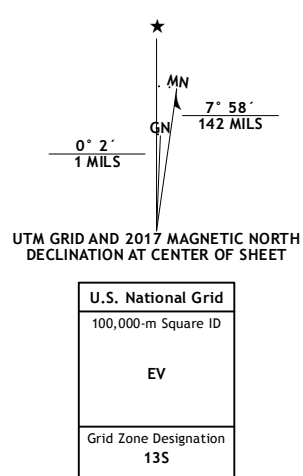 ★
MN
7° 58´
142 MILS
GN
0° 2´
1 MILS
UTM GRID AND 2017 MAGNETIC NORTH
DECLINATION AT CENTER OF SHEET
U.S. National Grid
100,000-m Square ID
EV
Grid Zone Designation
13S